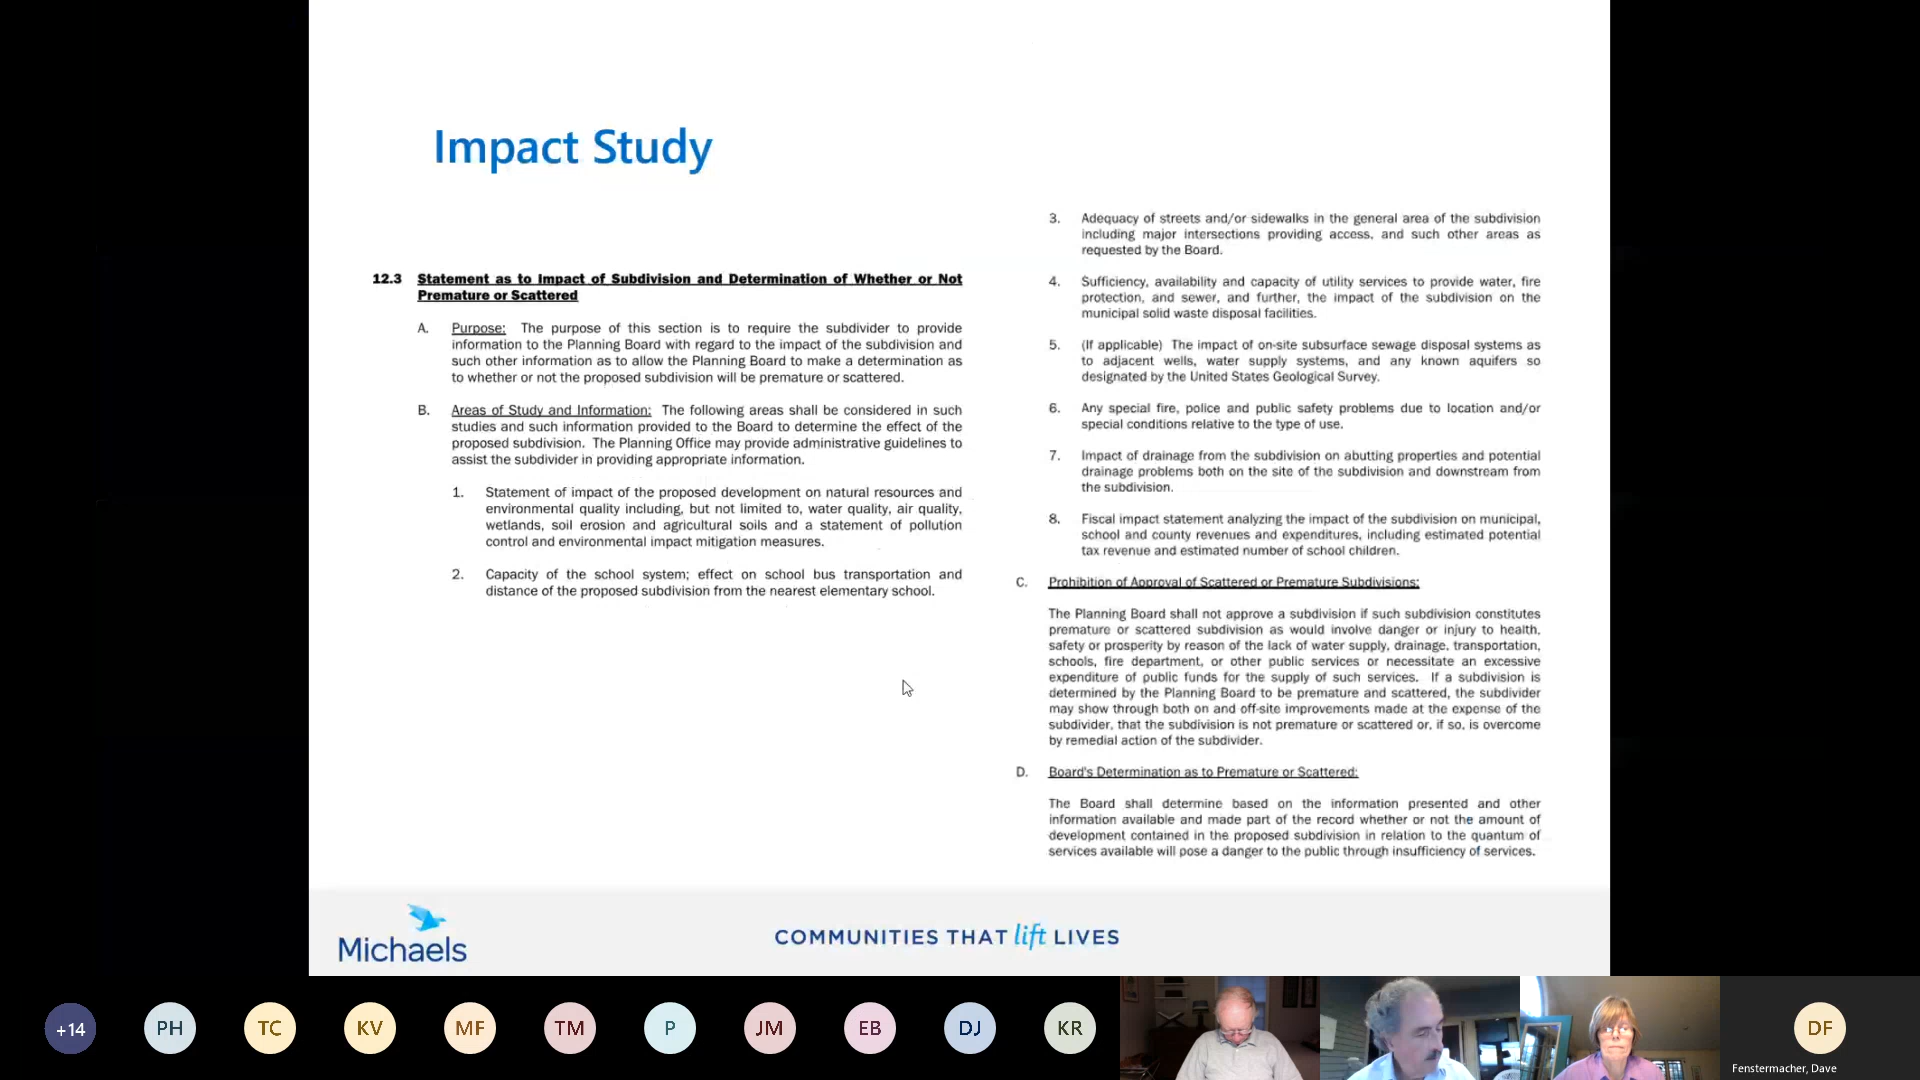 Impact Study
12.3 Statement as to Impact of Subdivision and Determination of Whether or Not
Premature or Scattered
A. Purpose: The purpose of this section is to require the subdivider to provide
information to the Planning Board with regard to the impact of the subdivision and
such other information as to allow the Planning Board to make a determination as
to whether or not the proposed subdivision will be premature or scattered.
B. Areas of Study and Information: The following areas shall be considered in such
studies and such information provided to the Board to determine the effect of the
proposed subdivision. The Planning Office may provide administrative guidelines to
assist the subdivider in providing appropriate information.
1. Statement of impact of the proposed development on natural resources and
environmental quality including, but not limited to, water quality, air quality,
wetlands, soil erosion and agricultural soils and a statement of pollution
control and environmental impact mitigation measures.
2. Capacity of the school system; effect on school bus transportation and
distance of the proposed subdivision from the nearest elementary school.
3. Adequacy of streets and/or sidewalks in the general area of the subdivision
including major intersections providing access, and such other areas as
requested by the Board.
4. Sufficiency, availability and capacity of utility services to provide water, fire
protection, and sewer, and further, the impact of the subdivision on the
municipal solid waste disposal facilities.
5. (If applicable) The impact of on-site subsurface sewage disposal systems as
to adjacent wells, water supply systems, and any known aquifers so
designated by the United States Geological Survey.
6. Any special fire, police and public safety problems due to location and/or
special conditions relative to the type of use.
7. Impact of drainage from the subdivision on abutting properties and potential
drainage problems both on the site of the subdivision and downstream from
the subdivision.
8. Fiscal impact statement analyzing the impact of the subdivision on municipal,
school and county revenues and expenditures, including estimated potential
tax revenue and estimated number of school children.
C. Prohibition of Approval of Scattered or Premature Subdivisions:
The Planning Board shall not approve a subdivision if such subdivision constitutes
premature or scattered subdivision as would involve danger or injury to health,
safety or prosperity by reason of the lack of water supply, drainage, transportation,
schools, fire department, or other public services or necessitate an excessive
expenditure of public funds for the supply of such services. If a subdivision is
determined by the Planning Board to be premature and scattered, the subdivider
may show through both on and off-site improvements made at the expense of the
subdivider, that the subdivision is not premature or scattered or, if so, is overcome
by remedial action of the subdivider.
D. Board's Determination as to Premature or Scattered:
The Board shall determine based on the information presented and other
information available and made part of the record whether or not the amount of
development contained in the proposed subdivision in relation to the quantum of
services available will pose a danger to the public through insufficiency of services.
Michaels
COMMUNITIES THAT lift LIVES
+14 PH TC KV MF TM P JM EB DJ KR DF
Fenstermacher, Dave